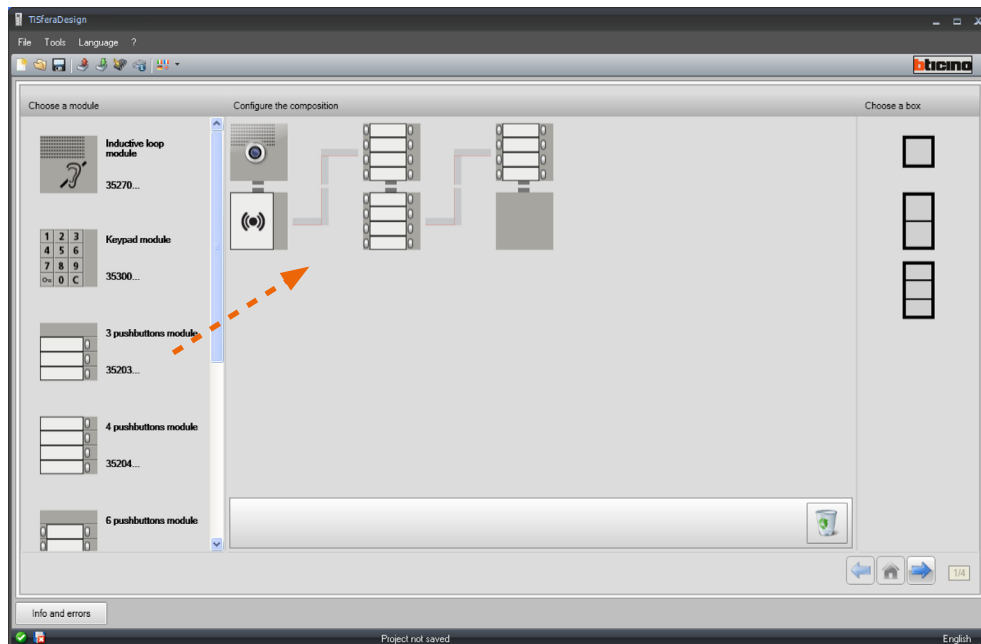 TiSferaDesign
File Tools Language ?
bticino
Choose a module
Configure the composition
Choose a box
Inductive loop
module
35270...
1 2 3
4 5 6
7 8 9
0 C
Keypad module
35300...
3 pushbuttons module
35203...
4 pushbuttons module
35204...
6 pushbuttons module
1/4
Info and errors
Project not saved
English